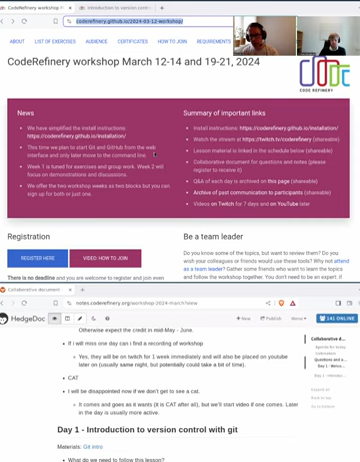 CodeRefinery workshop M
Introduction to version cont
coderefinery.github.io/2024-03-12-workshop/
ABOUT LIST OF EXERCISES AUDIENCE CERTIFICATES HOW TO JOIN REQUIREMENTS
CodeRefinery workshop March 12-14 and 19-21, 2024
CODE REFINERY
News
We have simplified the install instructions:
https://coderefinery.github.io/installation/
This time we plan to start Git and GitHub from the web
interface and only later move to the command line.
Week 1 is tuned for exercises and group work. Week 2 will
focus on demonstrations and discussions.
We offer the two workshop weeks as two blocks but you can
sign up for both or just one.
Summary of important links
Install instructions: https://coderefinery.github.io/installation/
Watch the stream at https://twitch.tv/coderefinery (shareable)
Lesson material is linked in the schedule below (shareable)
Collaborative document for questions and notes (please
register to receive it)
Q&A of each day is archived on this page (shareable)
Archive of past communication to participants (shareable)
Videos on Twitch for 7 days and on YouTube later
Registration
REGISTER HERE
VIDEO: HOW TO JOIN
There is no deadline and you are welcome to register and join even
Be a team leader
Do you know some of the topics, but want to review them? Do you
wish your colleagues or friends would use these tools? Why not attend
as a team leader? Gather some friends who want to learn the topics
and follow the workshop together. You don't need to be an expert. If
Collaborative document
notes.coderefinery.org/workshop-2024-march/view
HedgeDoc
New
Publish
Menu
141 ONLINE
Otherwise expect the credit in mid-May - June.
If I will miss one day can i find a recording of workshop
Yes, they will be on twitch for 1 week immediately and will also be placed on youtube
later on (usually same night, but potentially could take a bit of time).
CAT
I will be disappointed now if we don't get to see a cat.
It comes and goes as it wants (it is CAT after all), but we'll start video if one comes. Later
in the day is usually more active.
Day 1 - Introduction to version control with git
Materials: Git intro
What do we need to follow this lesson?
Collaborative d...
Questions and a...
Day 1 - Welco...
Expand all
Back to top
Go to bottom